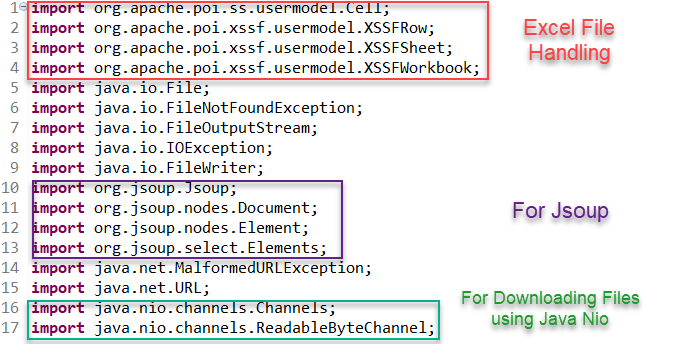 1 import org.apache.poi.ss.usermodel.Cell;
2 import org.apache.poi.xssf.usermodel.XSSFRow;
3 import org.apache.poi.xssf.usermodel.XSSFSheet;
4 import org.apache.poi.xssf.usermodel.XSSFWorkbook;
Excel File
Handling
5 import java.io.File;
6 import java.io.FileNotFoundException;
7 import java.io.FileOutputStream;
8 import java.io.IOException;
9 import java.io.FileWriter;
10 import org.jsoup.Jsoup;
11 import org.jsoup.nodes.Document;
12 import org.jsoup.nodes.Element;
13 import org.jsoup.select.Elements;
For Jsoup
14 import java.net.MalformedURLException;
15 import java.net.URL;
16 import java.nio.channels.Channels;
17 import java.nio.channels.ReadableByteChannel;
For Downloading Files
using Java Nio